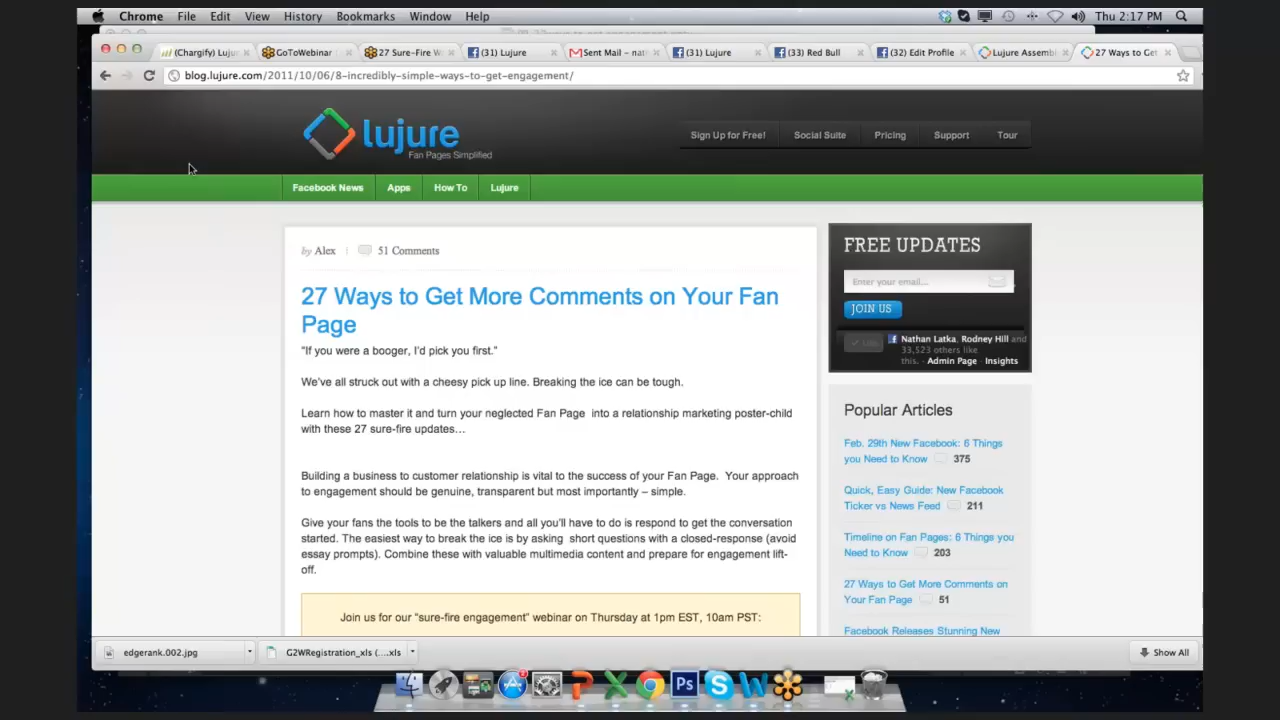 Chrome File Edit View History Bookmarks Window Help Thu 2:17 PM
(Chargify) Luju GoToWebinar 27 Sure-Fire W (31) Lujure Sent Mail – nat (31) Lujure (33) Red Bull (32) Edit Profile Lujure Assembl 27 Ways to Get
blog.lujure.com/2011/10/06/8-incredibly-simple-ways-to-get-engagement/
lujure
Fan Pages Simplified
Sign Up for Free! Social Suite Pricing Support Tour
Facebook News Apps How To Lujure
by Alex 51 Comments
27 Ways to Get More Comments on Your Fan
Page
“If you were a booger, I’d pick you first.”
We’ve all struck out with a cheesy pick up line. Breaking the ice can be tough.
Learn how to master it and turn your neglected Fan Page into a relationship marketing poster-child
with these 27 sure-fire updates…
Building a business to customer relationship is vital to the success of your Fan Page. Your approach
to engagement should be genuine, transparent but most importantly – simple.
Give your fans the tools to be the talkers and all you’ll have to do is respond to get the conversation
started. The easiest way to break the ice is by asking short questions with a closed-response (avoid
essay prompts). Combine these with valuable multimedia content and prepare for engagement lift-
off.
Join us for our “sure-fire engagement” webinar on Thursday at 1pm EST, 10am PST:
FREE UPDATES
Enter your email...
JOIN US
Like Nathan Latka, Rodney Hill and
33,523 others like
this. · Admin Page · Insights
Popular Articles
Feb. 29th New Facebook: 6 Things
you Need to Know 375
Quick, Easy Guide: New Facebook
Ticker vs News Feed 211
Timeline on Fan Pages: 6 Things you
Need to Know 203
27 Ways to Get More Comments on
Your Fan Page 51
Facebook Releases Stunning New
edgerank.002.jpg G2WRegistration_xls (....xls Show All
Ps